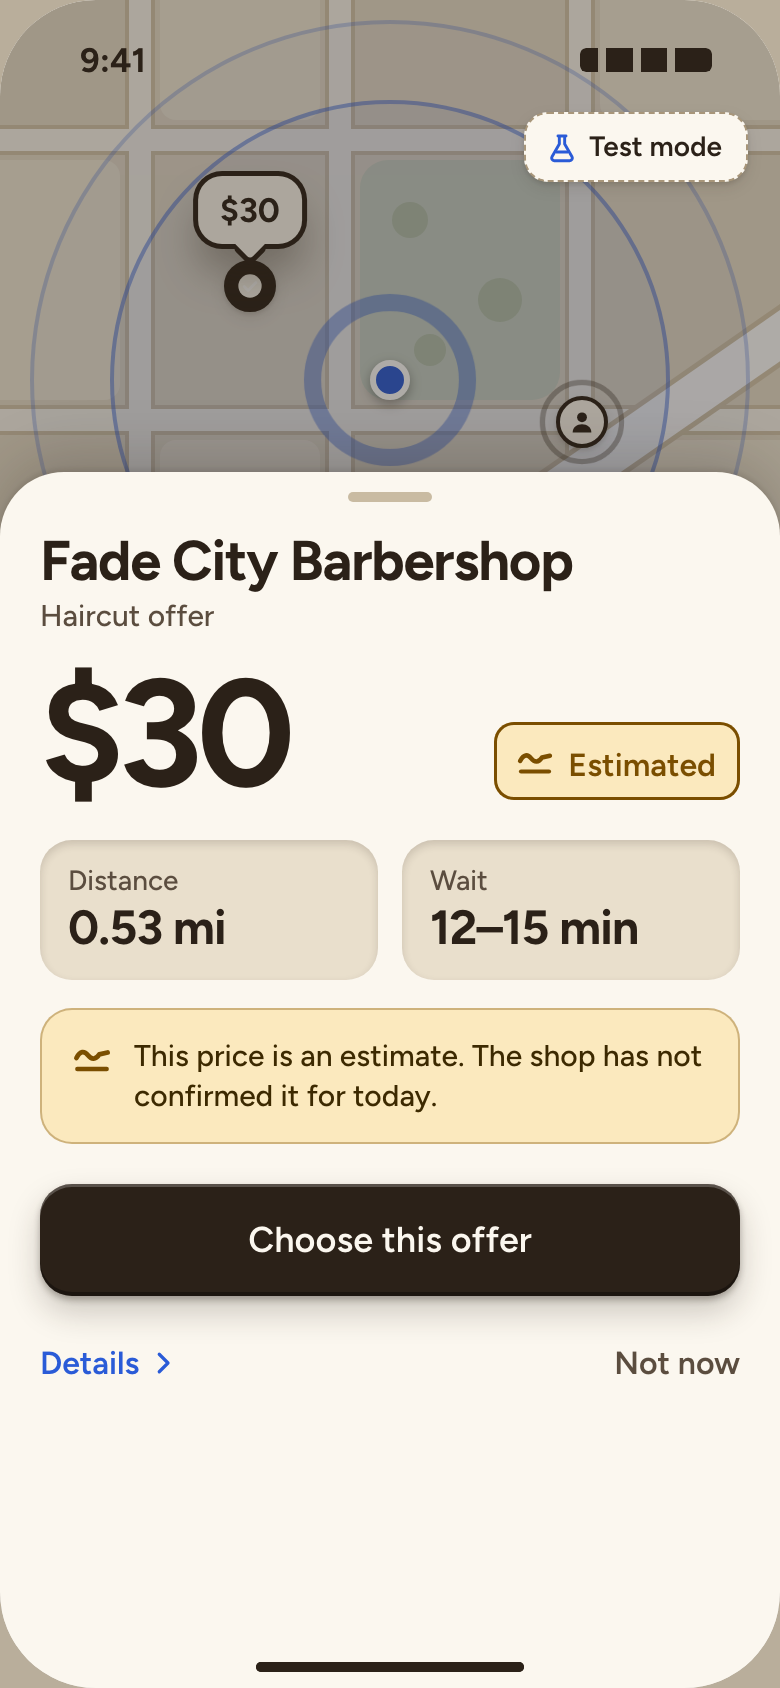 9:41
Test mode
$30
Fade City Barbershop
Haircut offer
$30
Estimated
Distance
0.53 mi
Wait
12–15 min
This price is an estimate. The shop has not
confirmed it for today.
Choose this offer
Details
Not now